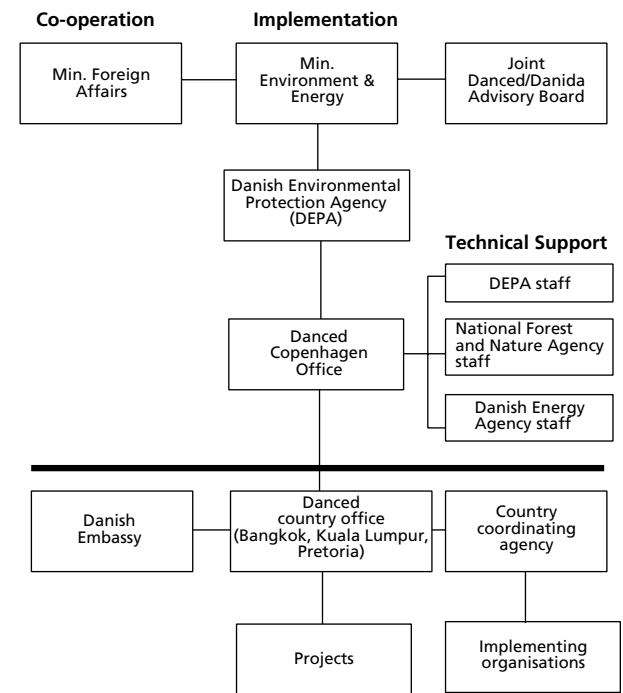 Co-operation
Implementation
Min. Foreign
Affairs
Min.
Environment &
Energy
Joint
Danced/Danida
Advisory Board
Danish Environmental
Protection Agency
(DEPA)
Technical Support
DEPA staff
National Forest
and Nature Agency
staff
Danish Energy
Agency staff
Danced
Copenhagen
Office
Danish
Embassy
Danced
country office
(Bangkok, Kuala Lumpur,
Pretoria)
Country
coordinating
agency
Projects
Implementing
organisations